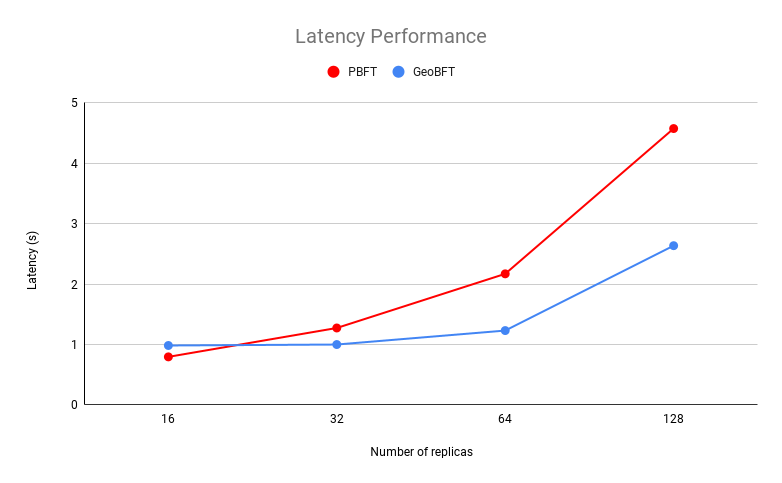 Latency Performance
PBFT GeoBFT
5
4
3
2
1
0
Latency (s)
16 32 64 128
Number of replicas